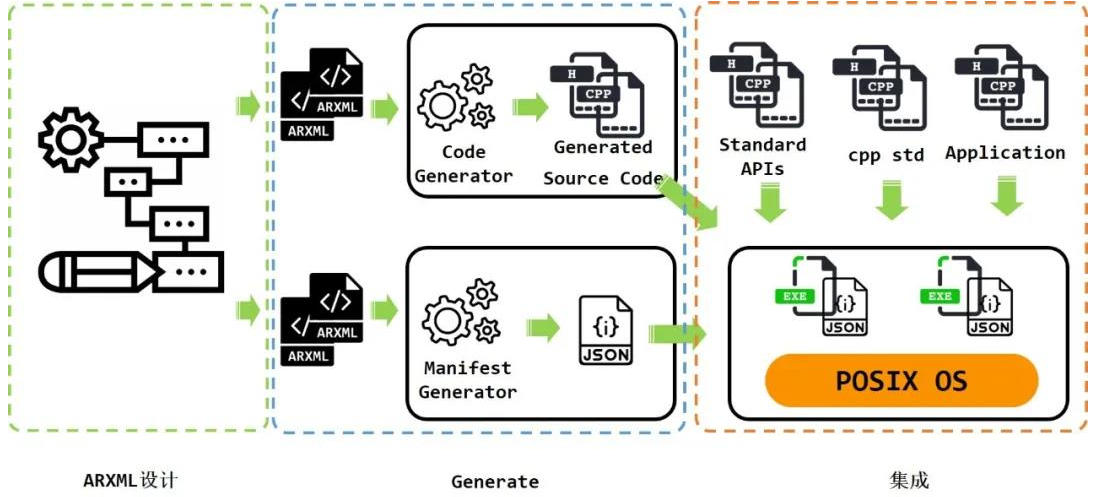 ARXML
ARXML
Code
Generator
H
CPP
Generated
Source Code
ARXML
ARXML
Manifest
Generator
{i}
JSON
H
CPP
Standard
APIs
H
CPP
cpp std
H
CPP
Application
EXE
{i}
JSON
EXE
{i}
JSON
POSIX OS
ARXML设计
Generate
集成